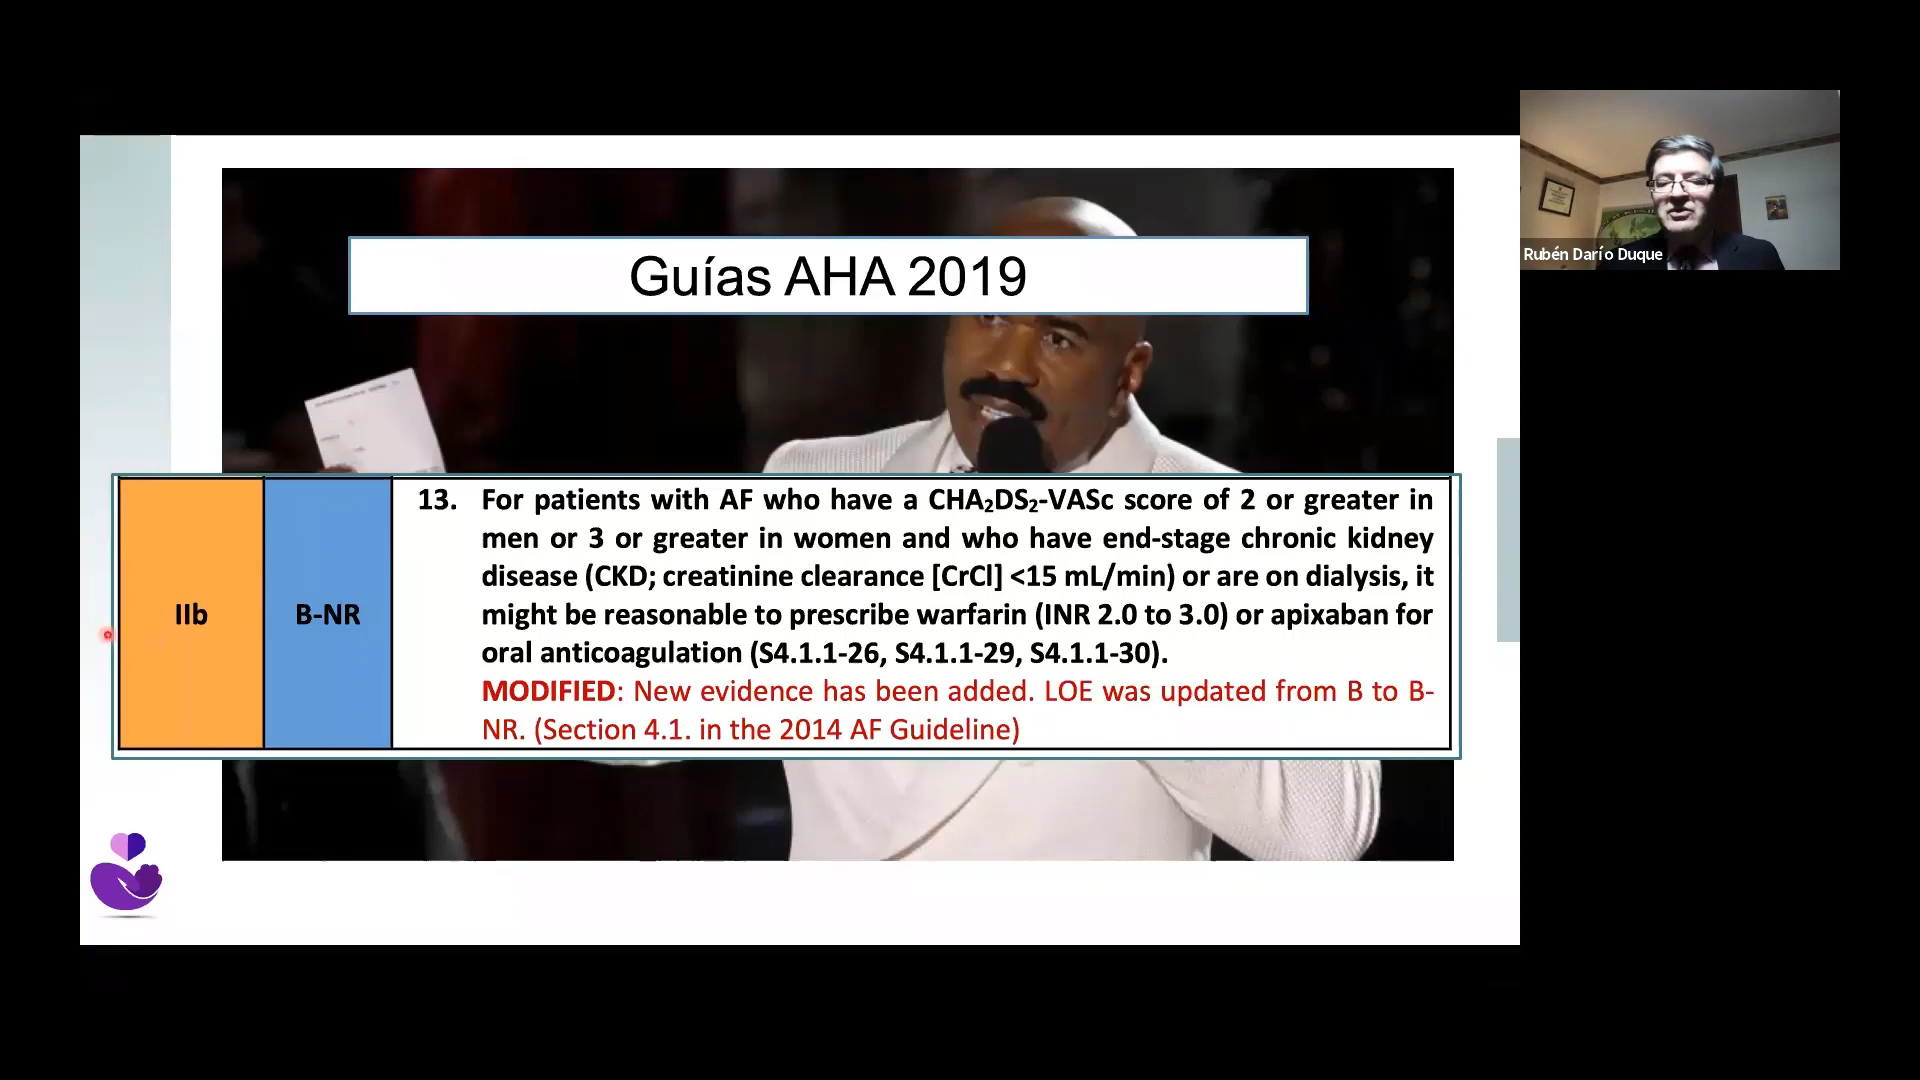 Guías AHA 2019
Rubén Darío Duque
IIb
B-NR
13. For patients with AF who have a CHA₂DS₂-VASc score of 2 or greater in
men or 3 or greater in women and who have end-stage chronic kidney
disease (CKD; creatinine clearance [CrCl] <15 mL/min) or are on dialysis, it
might be reasonable to prescribe warfarin (INR 2.0 to 3.0) or apixaban for
oral anticoagulation (S4.1.1-26, S4.1.1-29, S4.1.1-30).
MODIFIED: New evidence has been added. LOE was updated from B to B-
NR. (Section 4.1. in the 2014 AF Guideline)